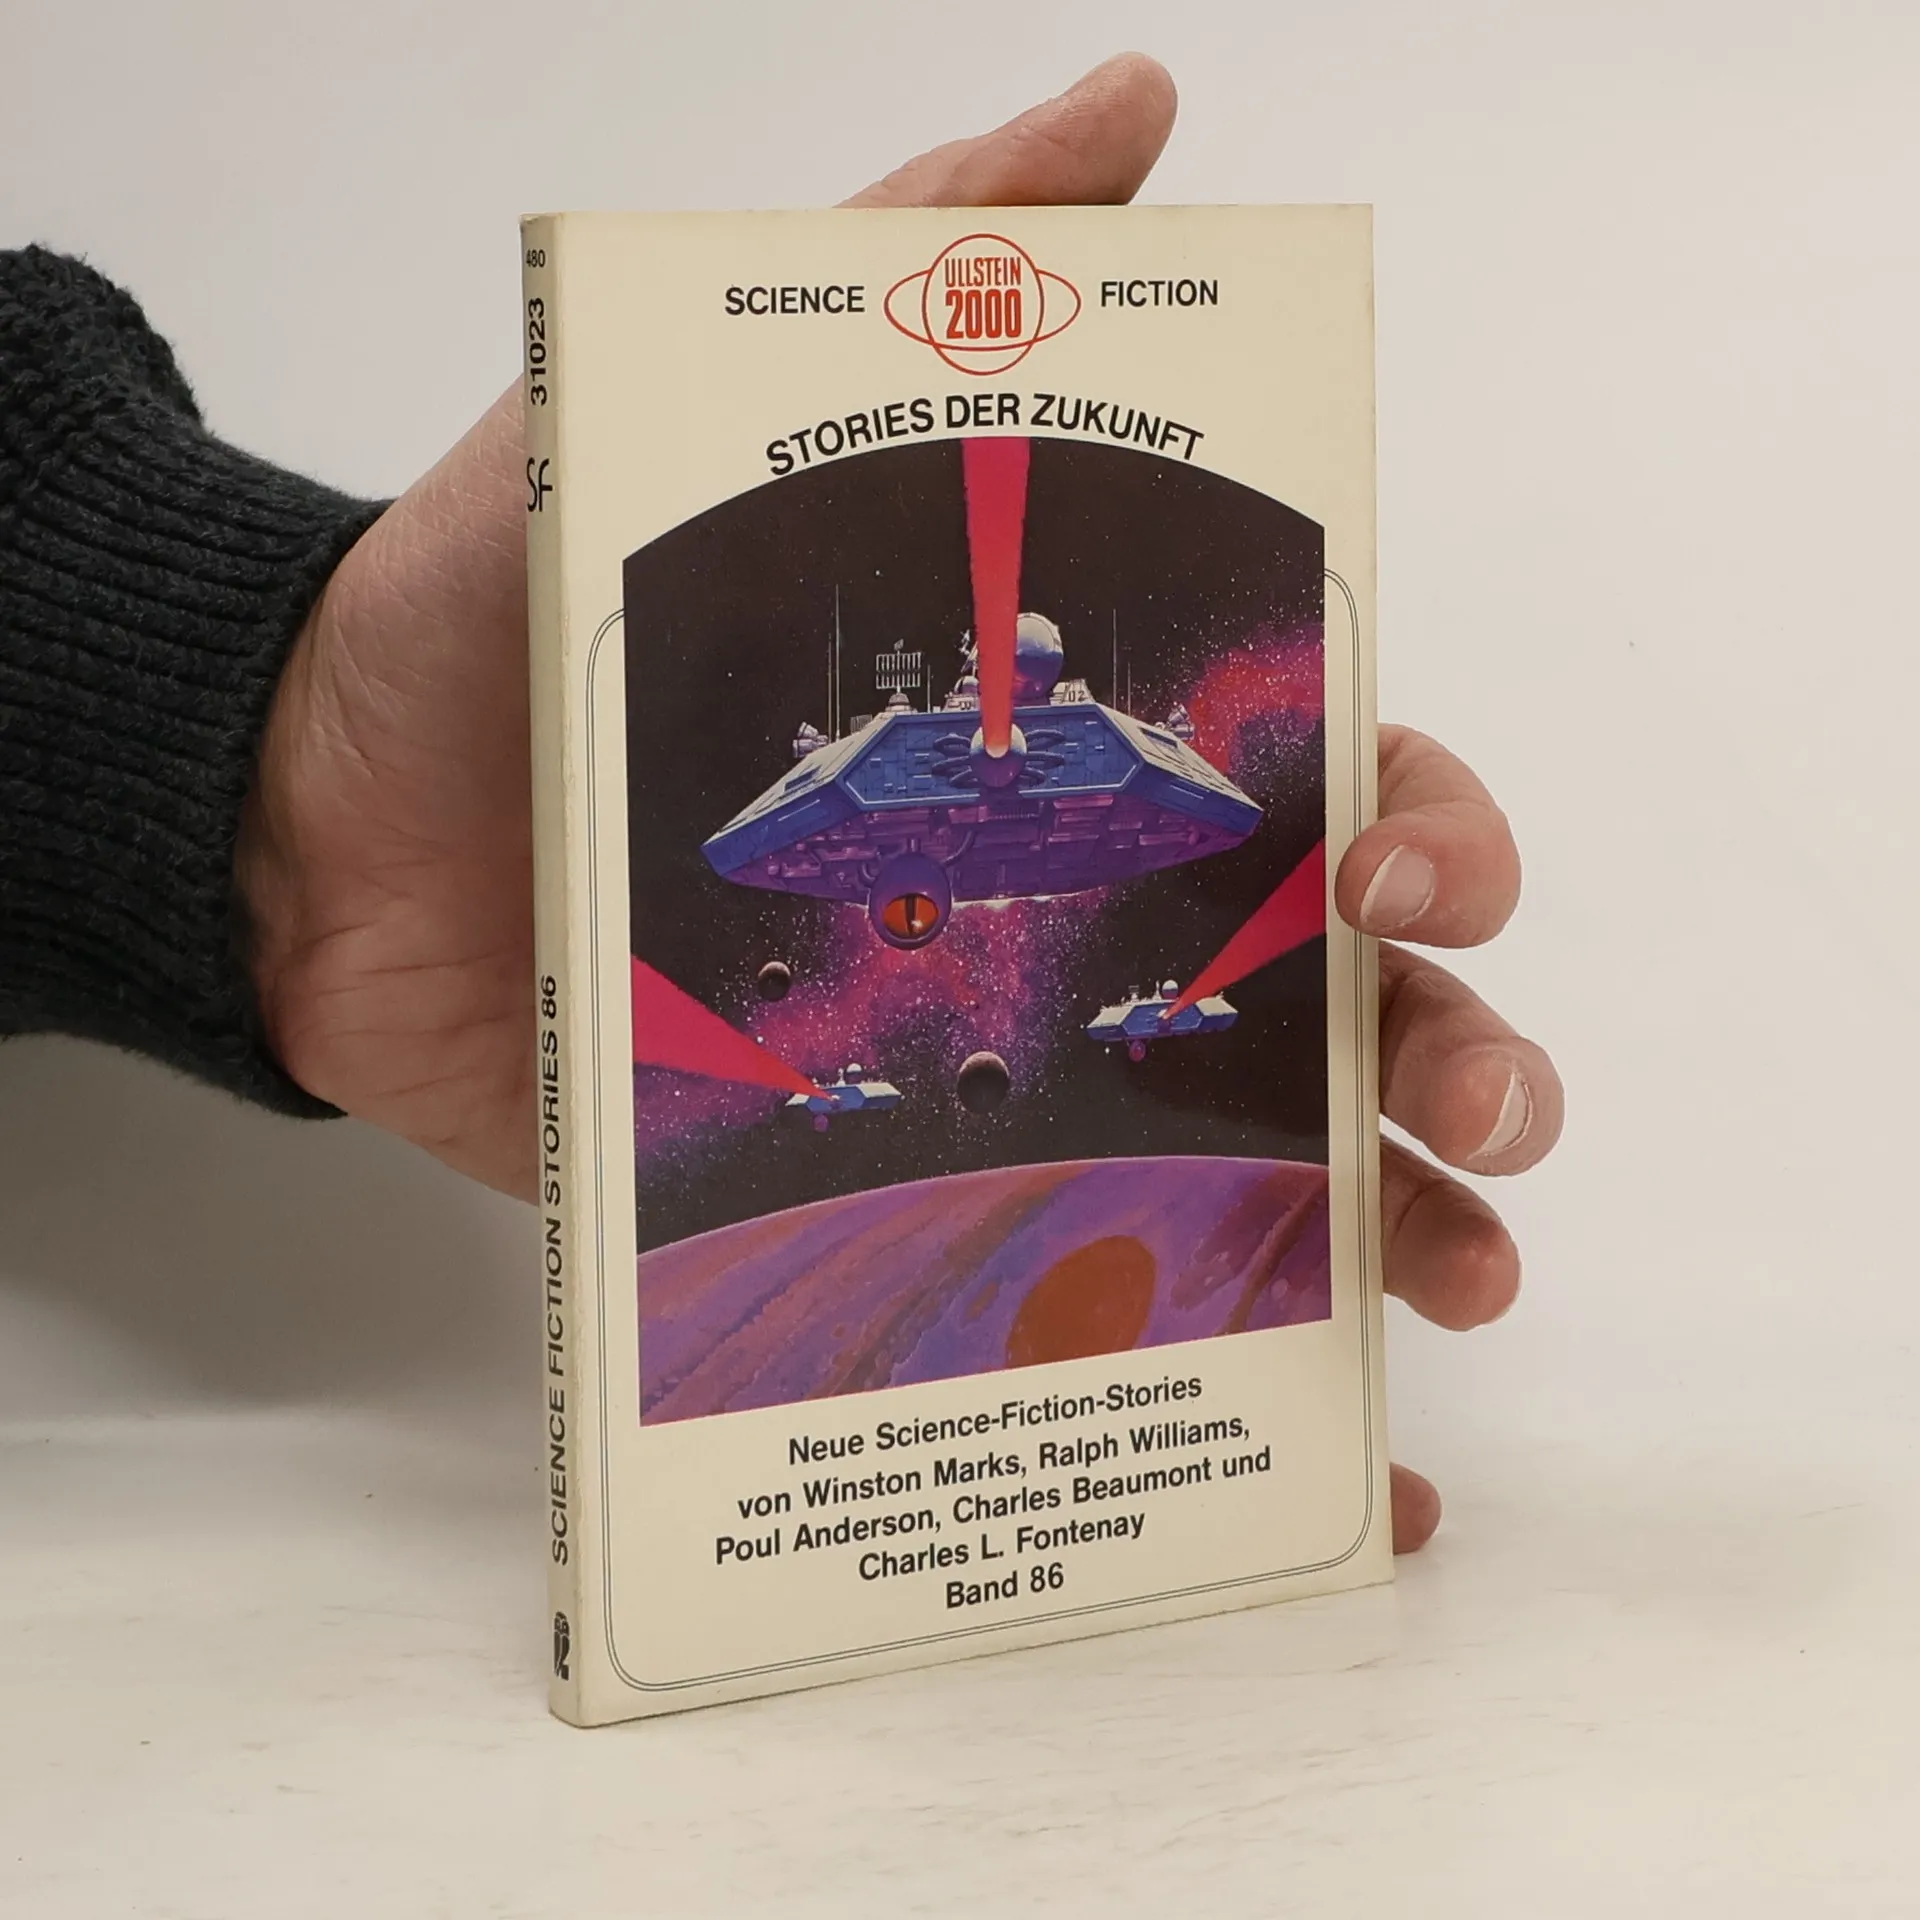 SCIENCE ULLSTEIN 2000 FICTION
STORIES DER ZUKUNFT
02
Neue Science-Fiction-Stories
von Winston Marks, Ralph Williams,
Poul Anderson, Charles Beaumont und
Charles L. Fontenay
Band 86
480
31023
SF
SCIENCE FICTION STORIES 86